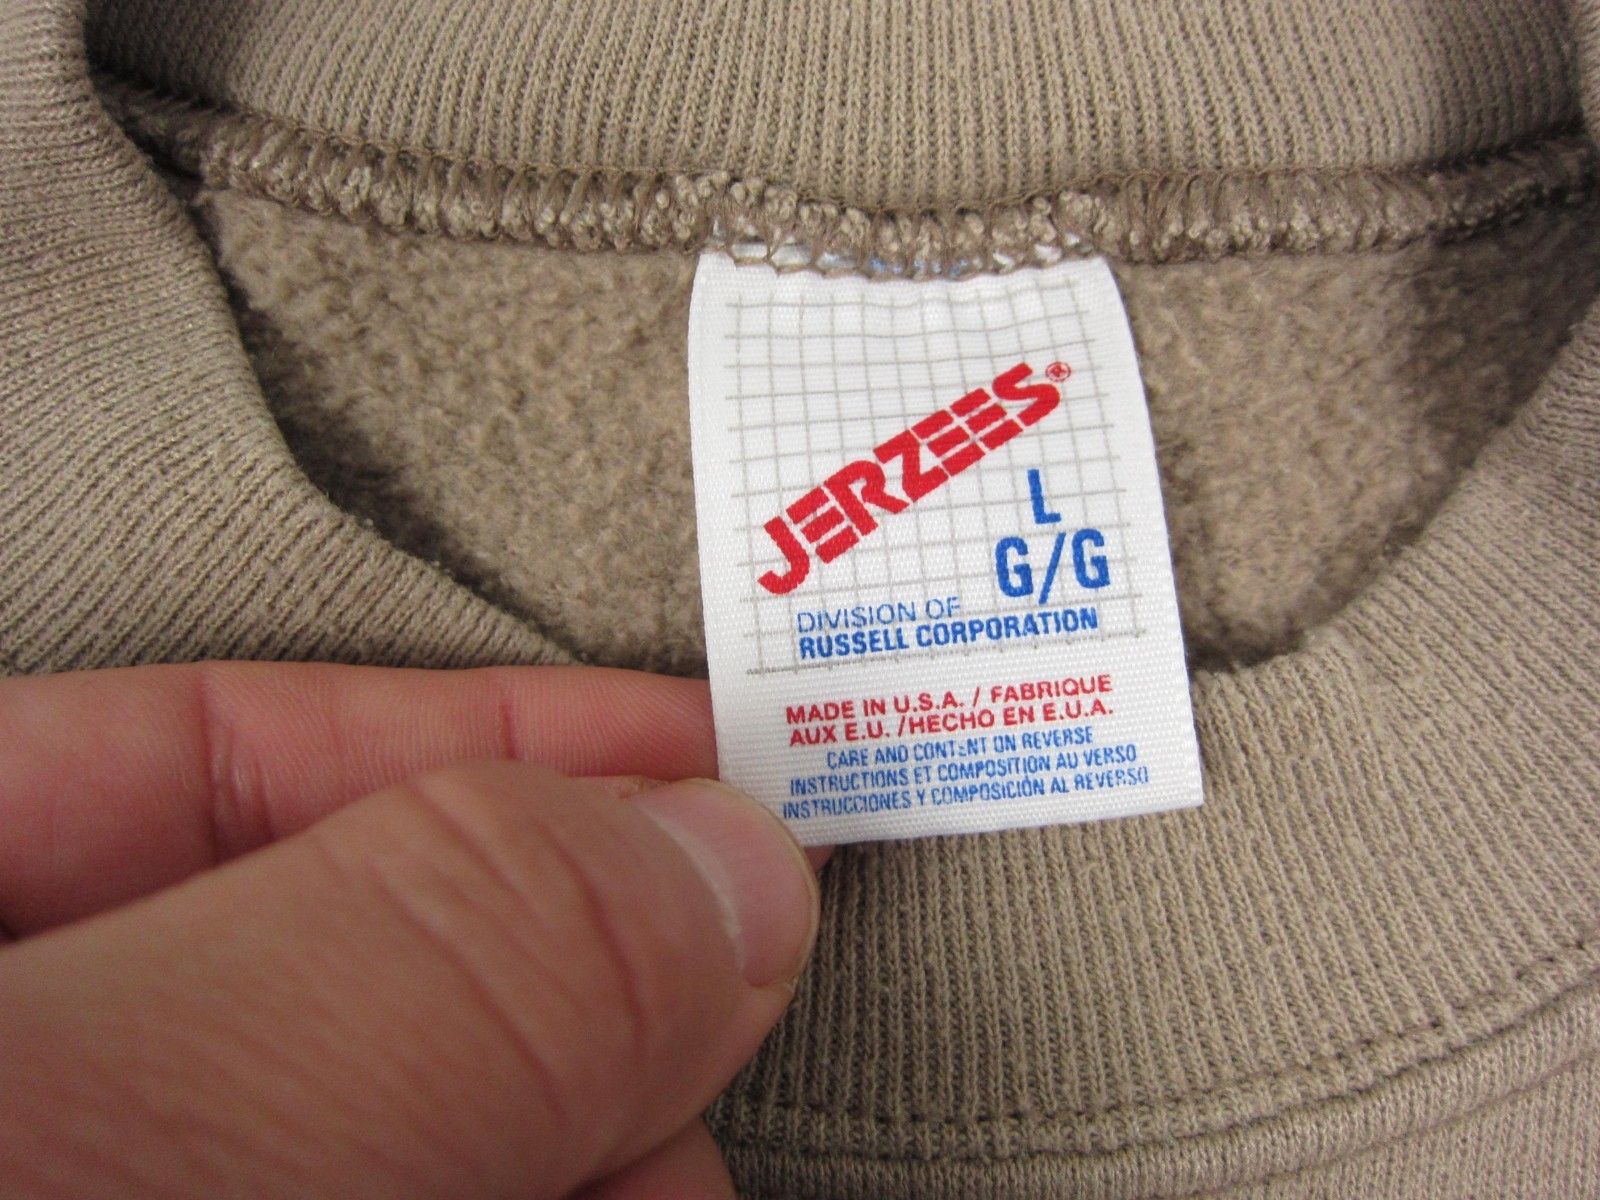 JERZEES®
L
G/G
DIVISION OF
RUSSELL CORPORATION
MADE IN U.S.A. / FABRIQUE
AUX E.U. /HECHO EN E.U.A.
CARE AND CONTENT ON REVERSE
INSTRUCTIONS ET COMPOSITION AU VERSO
INSTRUCCIONES Y COMPOSICIÓN AL REVERSO